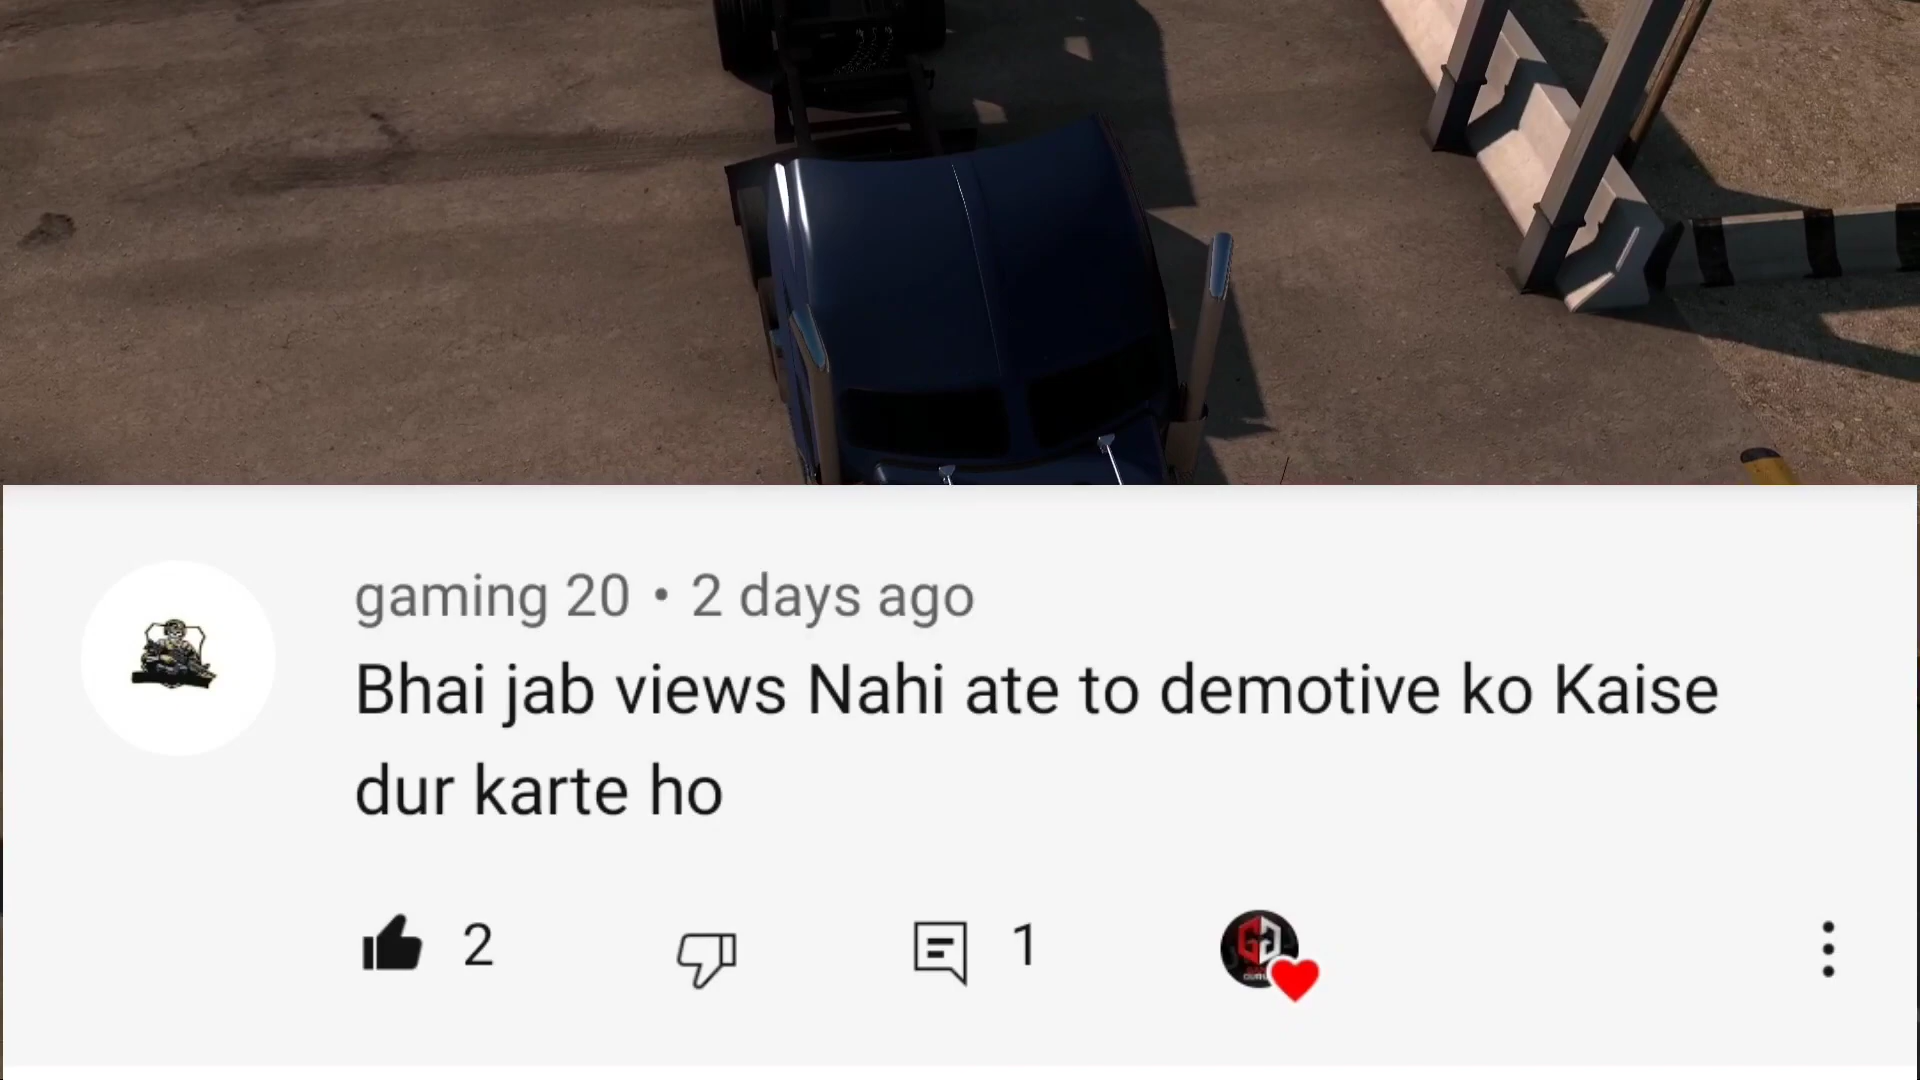 gaming 20 • 2 days ago
Bhai jab views Nahi ate to demotive ko Kaise
dur karte ho
2 1